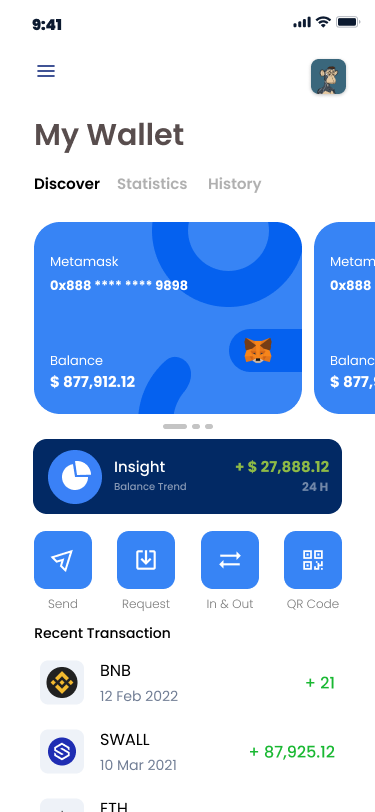 9:41
My Wallet
Discover Statistics History
Metamask
0x888 **** **** 9898
Balance
$ 877,912.12
Metam
0x888
Balanc
$ 877,
Insight + $ 27,888.12
Balance Trend 24 H
Send Request In & Out QR Code
Recent Transaction
BNB
12 Feb 2022
+ 21
SWALL
10 Mar 2021
+ 87,925.12
ETH